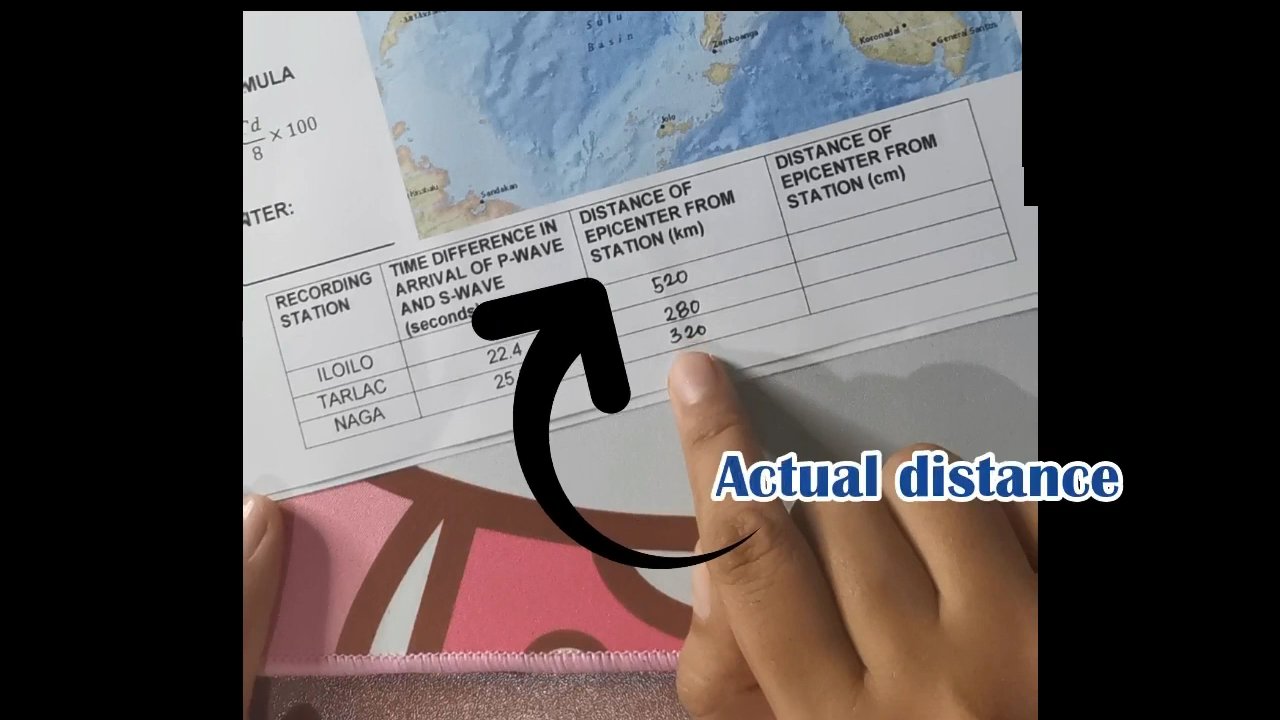 Sulu
Basin
Zamboanga
Koronadal
General Santos
Jolo
Sandakan
MULA
Td
8
× 100
ATER:
RECORDING
STATION
TIME DIFFERENCE IN
ARRIVAL OF P-WAVE
AND S-WAVE
(seconds
DISTANCE OF
EPICENTER FROM
STATION (km)
DISTANCE OF
EPICENTER FROM
STATION (cm)
ILOILO
520
TARLAC 22.4 280
NAGA 25 320
Actual distance